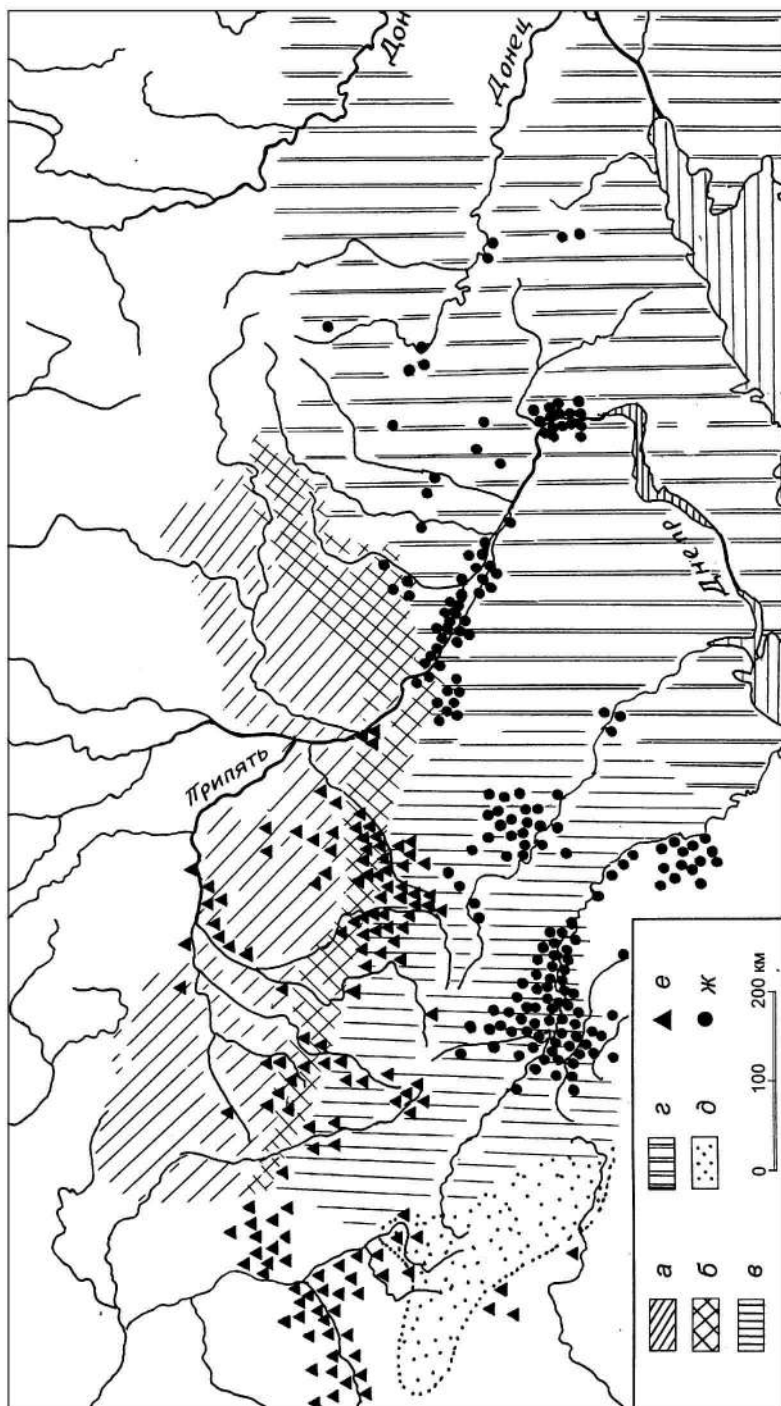 Дон
Донец
Днепр
Припять
а г е
б д ж
в
0 100 200 км